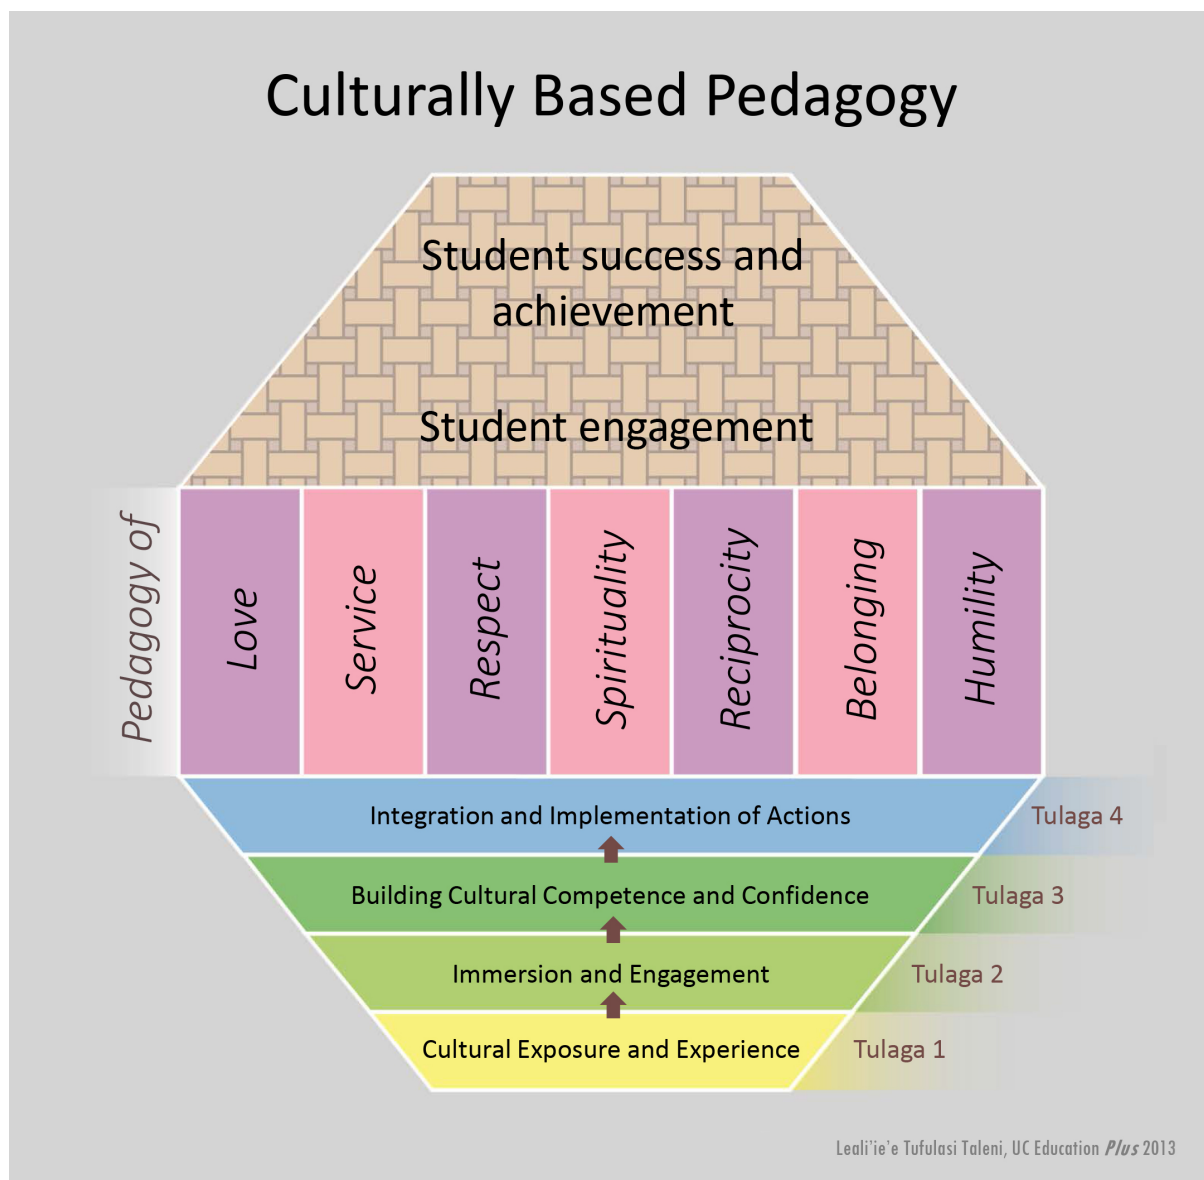 Culturally Based Pedagogy
Student success and
achievement
Student engagement
Pedagogy of
Love
Service
Respect
Spirituality
Reciprocity
Belonging
Humility
Integration and Implementation of Actions
Tulaga 4
Building Cultural Competence and Confidence
Tulaga 3
Immersion and Engagement
Tulaga 2
Cultural Exposure and Experience
Tulaga 1
Leali’ie’e Tufulasi Taleni, UC Education Plus 2013